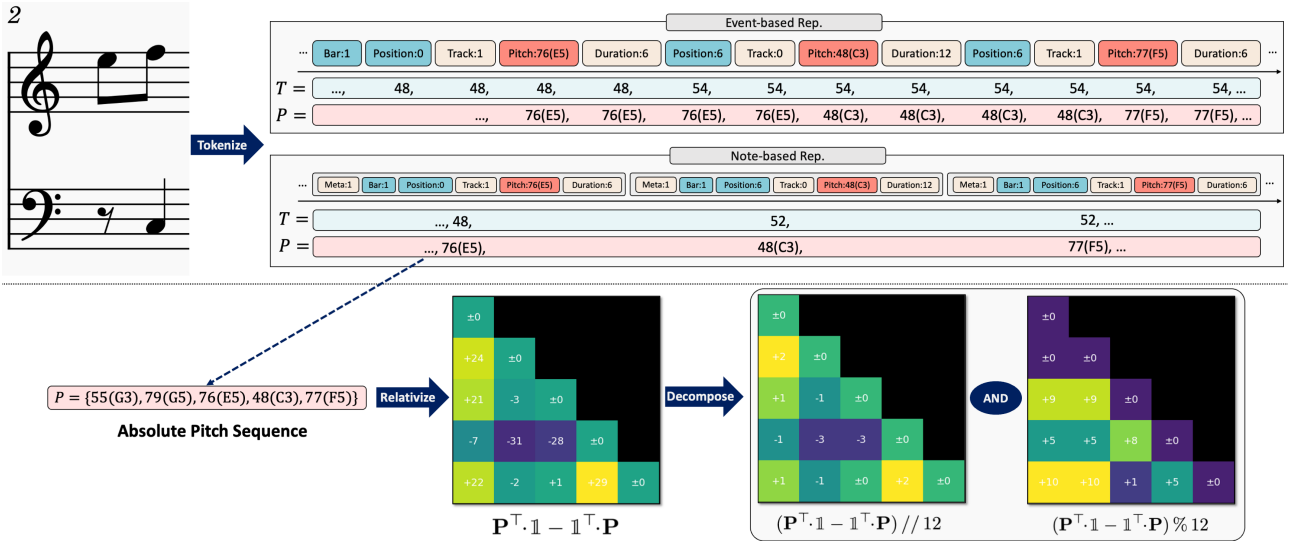 2
Event-based Rep.
... Bar:1 Position:0 Track:1 Pitch:76(E5) Duration:6 Position:6 Track:0 Pitch:48(C3) Duration:12 Position:6 Track:1 Pitch:77(F5) Duration:6 ...
T = ..., 48, 48, 48, 48, 54, 54, 54, 54, 54, 54, 54, 54, ...
P = ..., 76(E5), 76(E5), 76(E5), 76(E5), 48(C3), 48(C3), 48(C3), 48(C3), 77(F5), 77(F5), ...
Tokenize
Note-based Rep.
... Meta:1 Bar:1 Position:0 Track:1 Pitch:76(E5) Duration:6 Meta:1 Bar:1 Position:6 Track:0 Pitch:48(C3) Duration:12 Meta:1 Bar:1 Position:6 Track:1 Pitch:77(F5) Duration:6 ...
T = ..., 48, 52, 52, ...
P = ..., 76(E5), 48(C3), 77(F5), ...
P = {55(G3), 79(G5), 76(E5), 48(C3), 77(F5)}
Absolute Pitch Sequence
Relativize
±0
+24 ±0
+21 -3 ±0
-7 -31 -28 ±0
+22 -2 +1 +29 ±0
P⊤·𝟙 − 𝟙⊤·P
Decompose
±0
+2 ±0
+1 -1 ±0
-1 -3 -3 ±0
+1 -1 ±0 +2 ±0
(P⊤·𝟙 − 𝟙⊤·P) // 12
AND
±0
±0 ±0
+9 +9 ±0
+5 +5 +8 ±0
+10 +10 +1 +5 ±0
(P⊤·𝟙 − 𝟙⊤·P) % 12